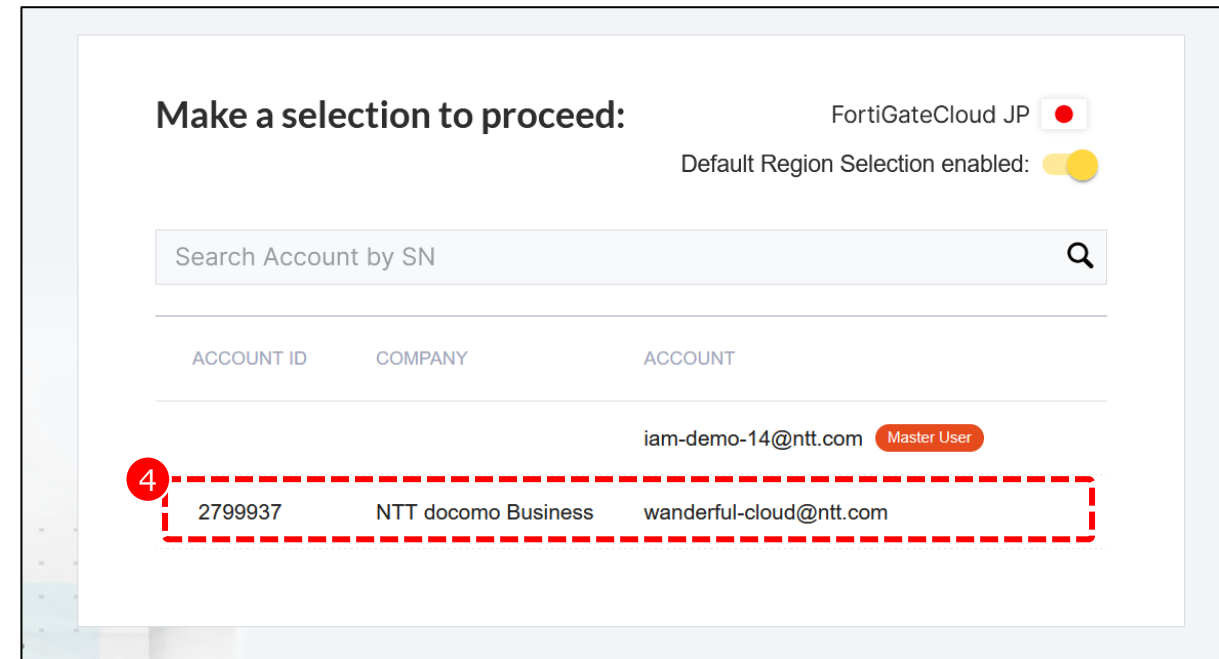 Make a selection to proceed:
FortiGateCloud JP
Default Region Selection enabled:
Search Account by SN
ACCOUNT ID COMPANY ACCOUNT
iam-demo-14@ntt.com Master User
4
2799937 NTT docomo Business wanderful-cloud@ntt.com